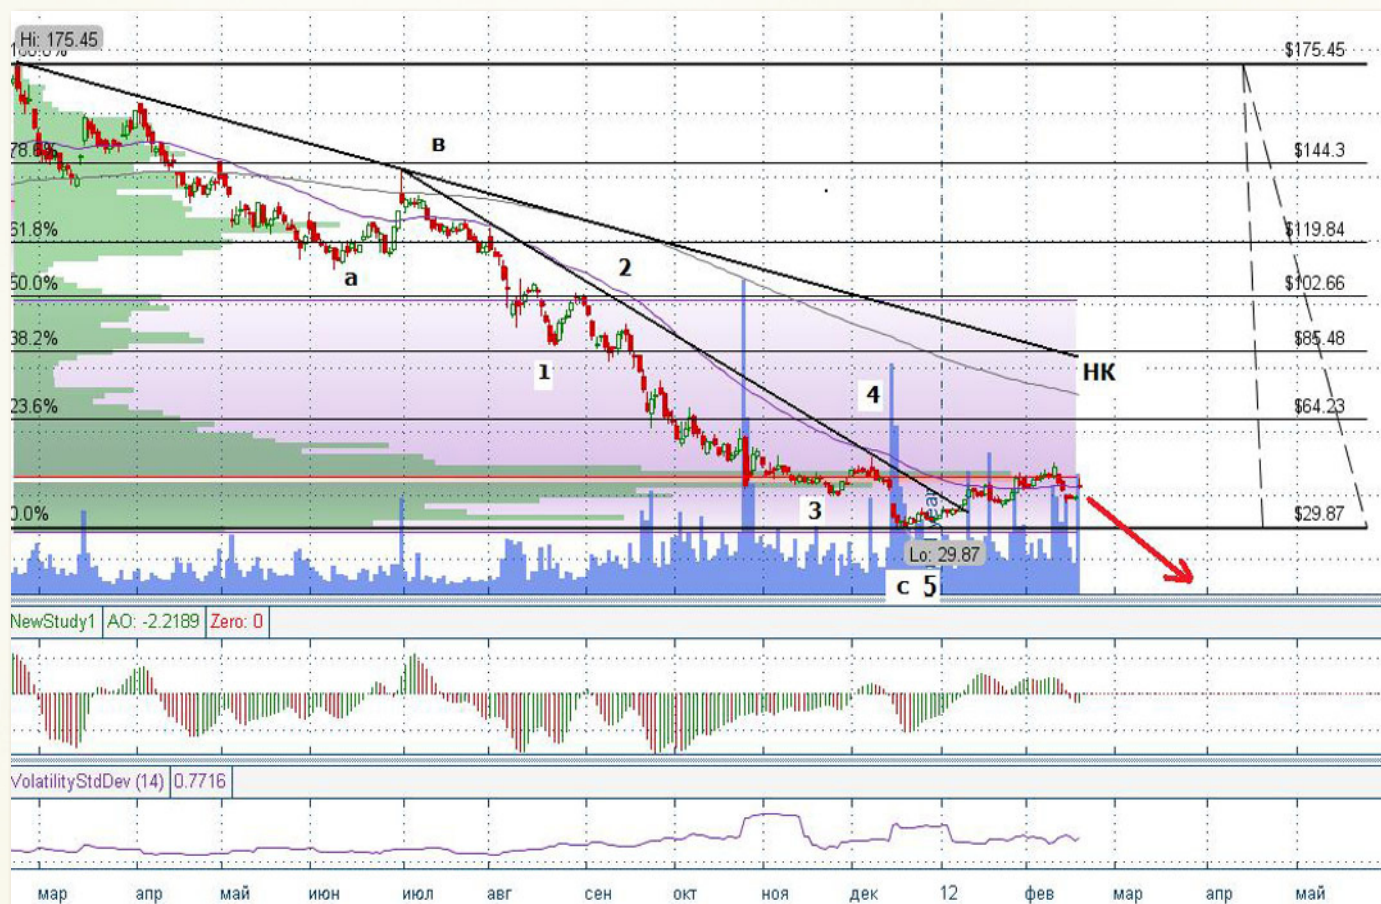 Hi: 175.45
100.0%
$175.45
в
78.6%
$144.3
61.8%
$119.84
2
a
50.0%
$102.66
38.2%
$85.48
1
НК
4
23.6%
$64.23
3
year
0.0%
$29.87
Lo: 29.87
c 5
NewStudy1 AO: -2.2189 Zero: 0
VolatilityStdDev (14) 0.7716
мар апр май июн июл авг сен окт ноя дек 12 фев мар апр май